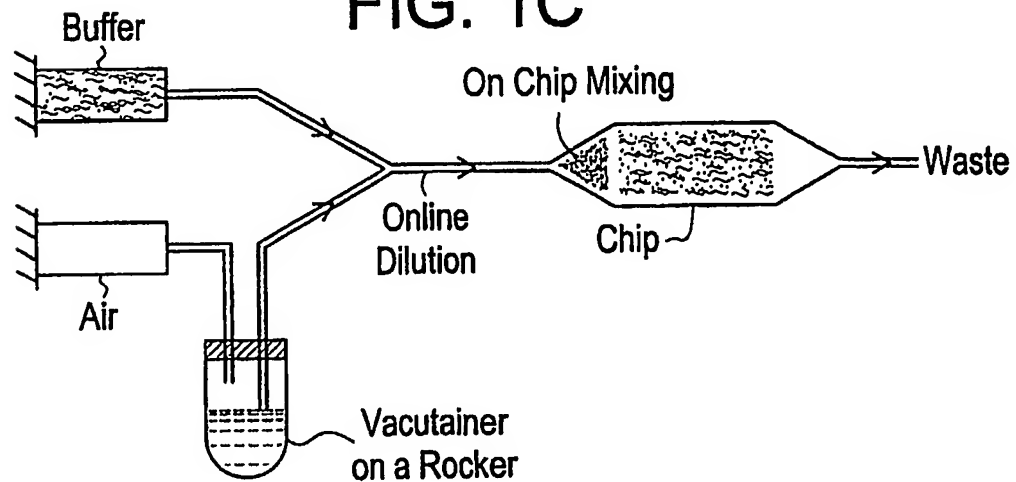 FIG. 1C
Buffer
On Chip Mixing
Waste
Online
Dilution
Chip
Air
Vacutainer
on a Rocker